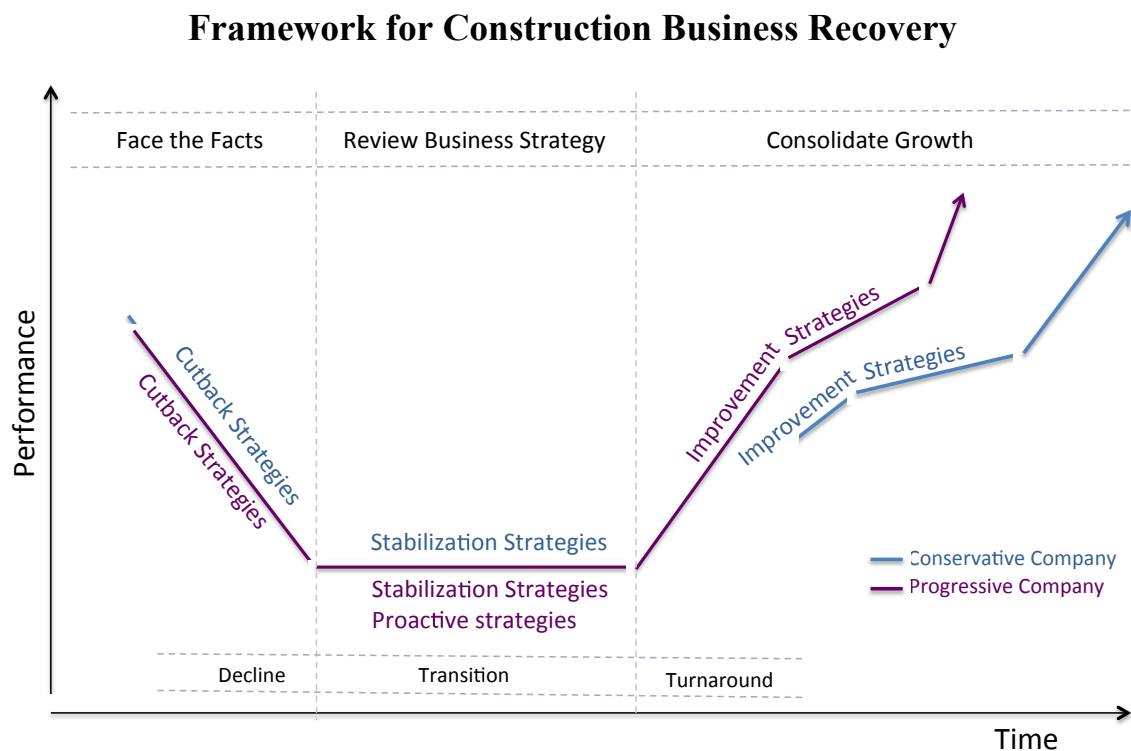 Framework for Construction Business Recovery
Face the Facts
Review Business Strategy
Consolidate Growth
Performance
Cutback Strategies
Cutback Strategies
Improvement Strategies
Improvement Strategies
Stabilization Strategies
Stabilization Strategies
Proactive strategies
Conservative Company
Progressive Company
Decline
Transition
Turnaround
Time